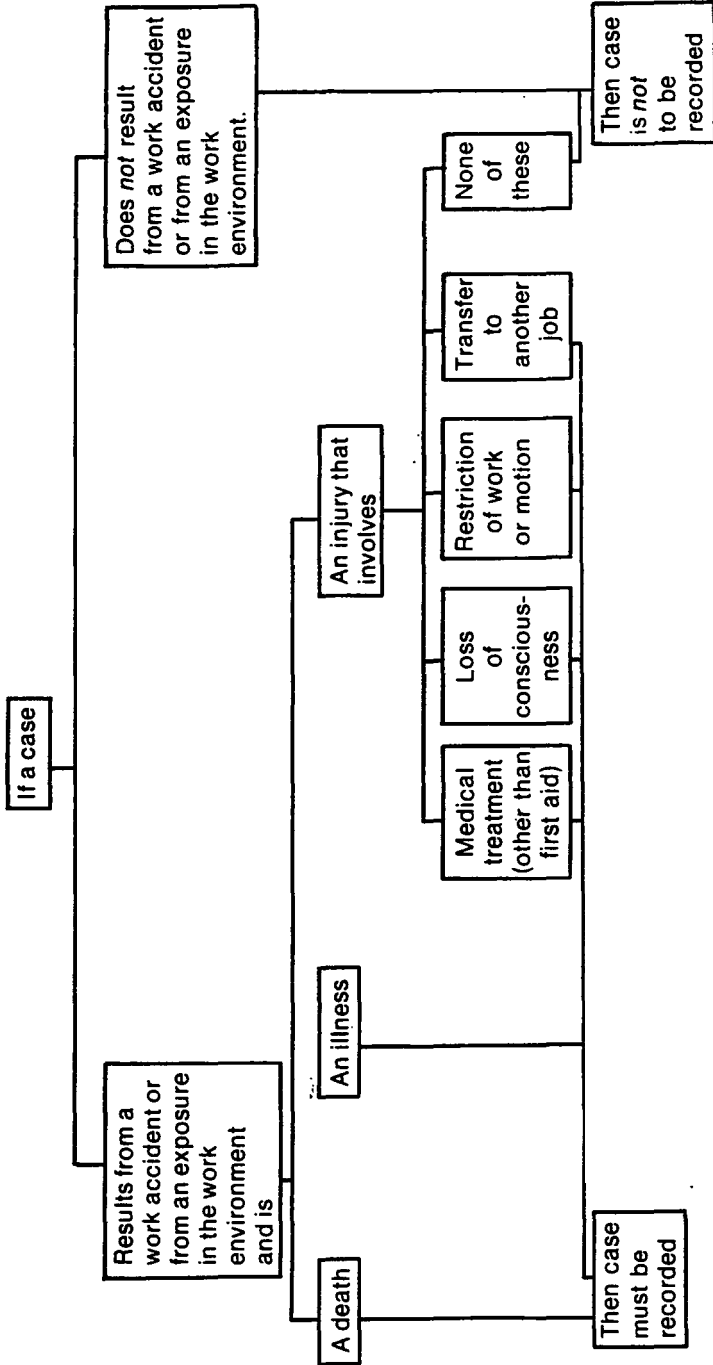 If a case
Results from a
work accident or
from an exposure
in the work
environment
and is
Does not result
from a work accident
or from an exposure
in the work
environment.
A death
An illness
An injury that
involves
Medical
treatment
(other than
first aid)
Loss
of
conscious-
ness
Restriction
of work
or motion
Transfer
to
another
job
None
of
these
Then case
must be
recorded
Then case
is not
to be
recorded